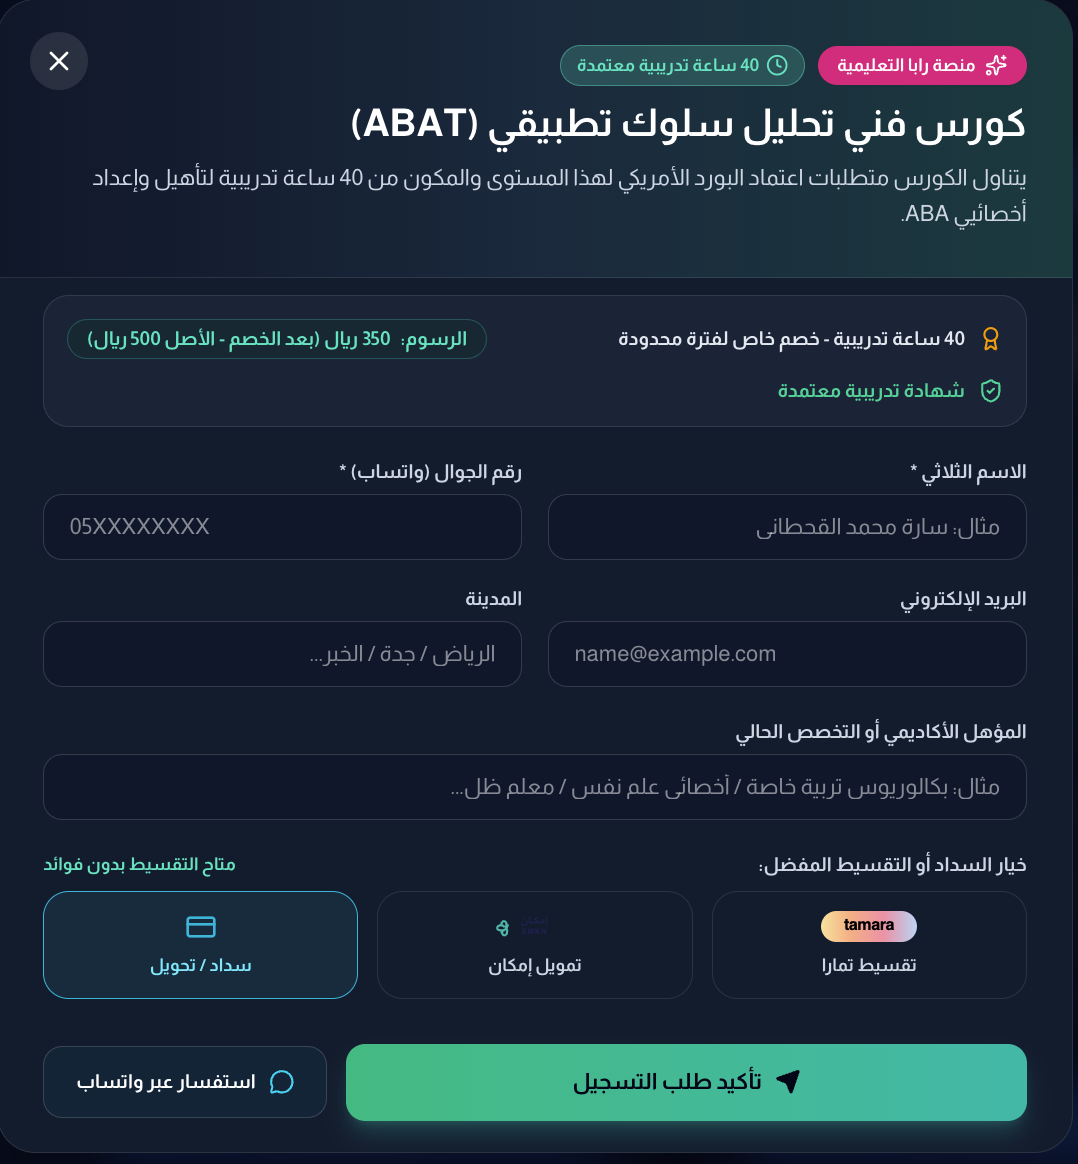 منصة رابا التعليمية
40 ساعة تدريبية معتمدة
كورس فني تحليل سلوك تطبيقي (ABAT)
يتناول الكورس متطلبات اعتماد البورد الأمريكي لهذا المستوى والمكون من 40 ساعة تدريبية لتأهيل وإعداد
أخصائيي ABA.
40 ساعة تدريبية - خصم خاص لفترة محدودة
الرسوم: 350 ريال (بعد الخصم - الأصل 500 ريال)
شهادة تدريبية معتمدة
الاسم الثلاثي *
رقم الجوال (واتساب) *
مثال: سارة محمد القحطاني
05XXXXXXXX
البريد الإلكتروني
المدينة
name@example.com
الرياض / جدة / الخبر...
المؤهل الأكاديمي أو التخصص الحالي
مثال: بكالوريوس تربية خاصة / أخصائي علم نفس / معلم ظل...
خيار السداد أو التقسيط المفضل:
متاح التقسيط بدون فوائد
tamara
تقسيط تمارا
إمكان
تمويل إمكان
سداد / تحويل
تأكيد طلب التسجيل
استفسار عبر واتساب